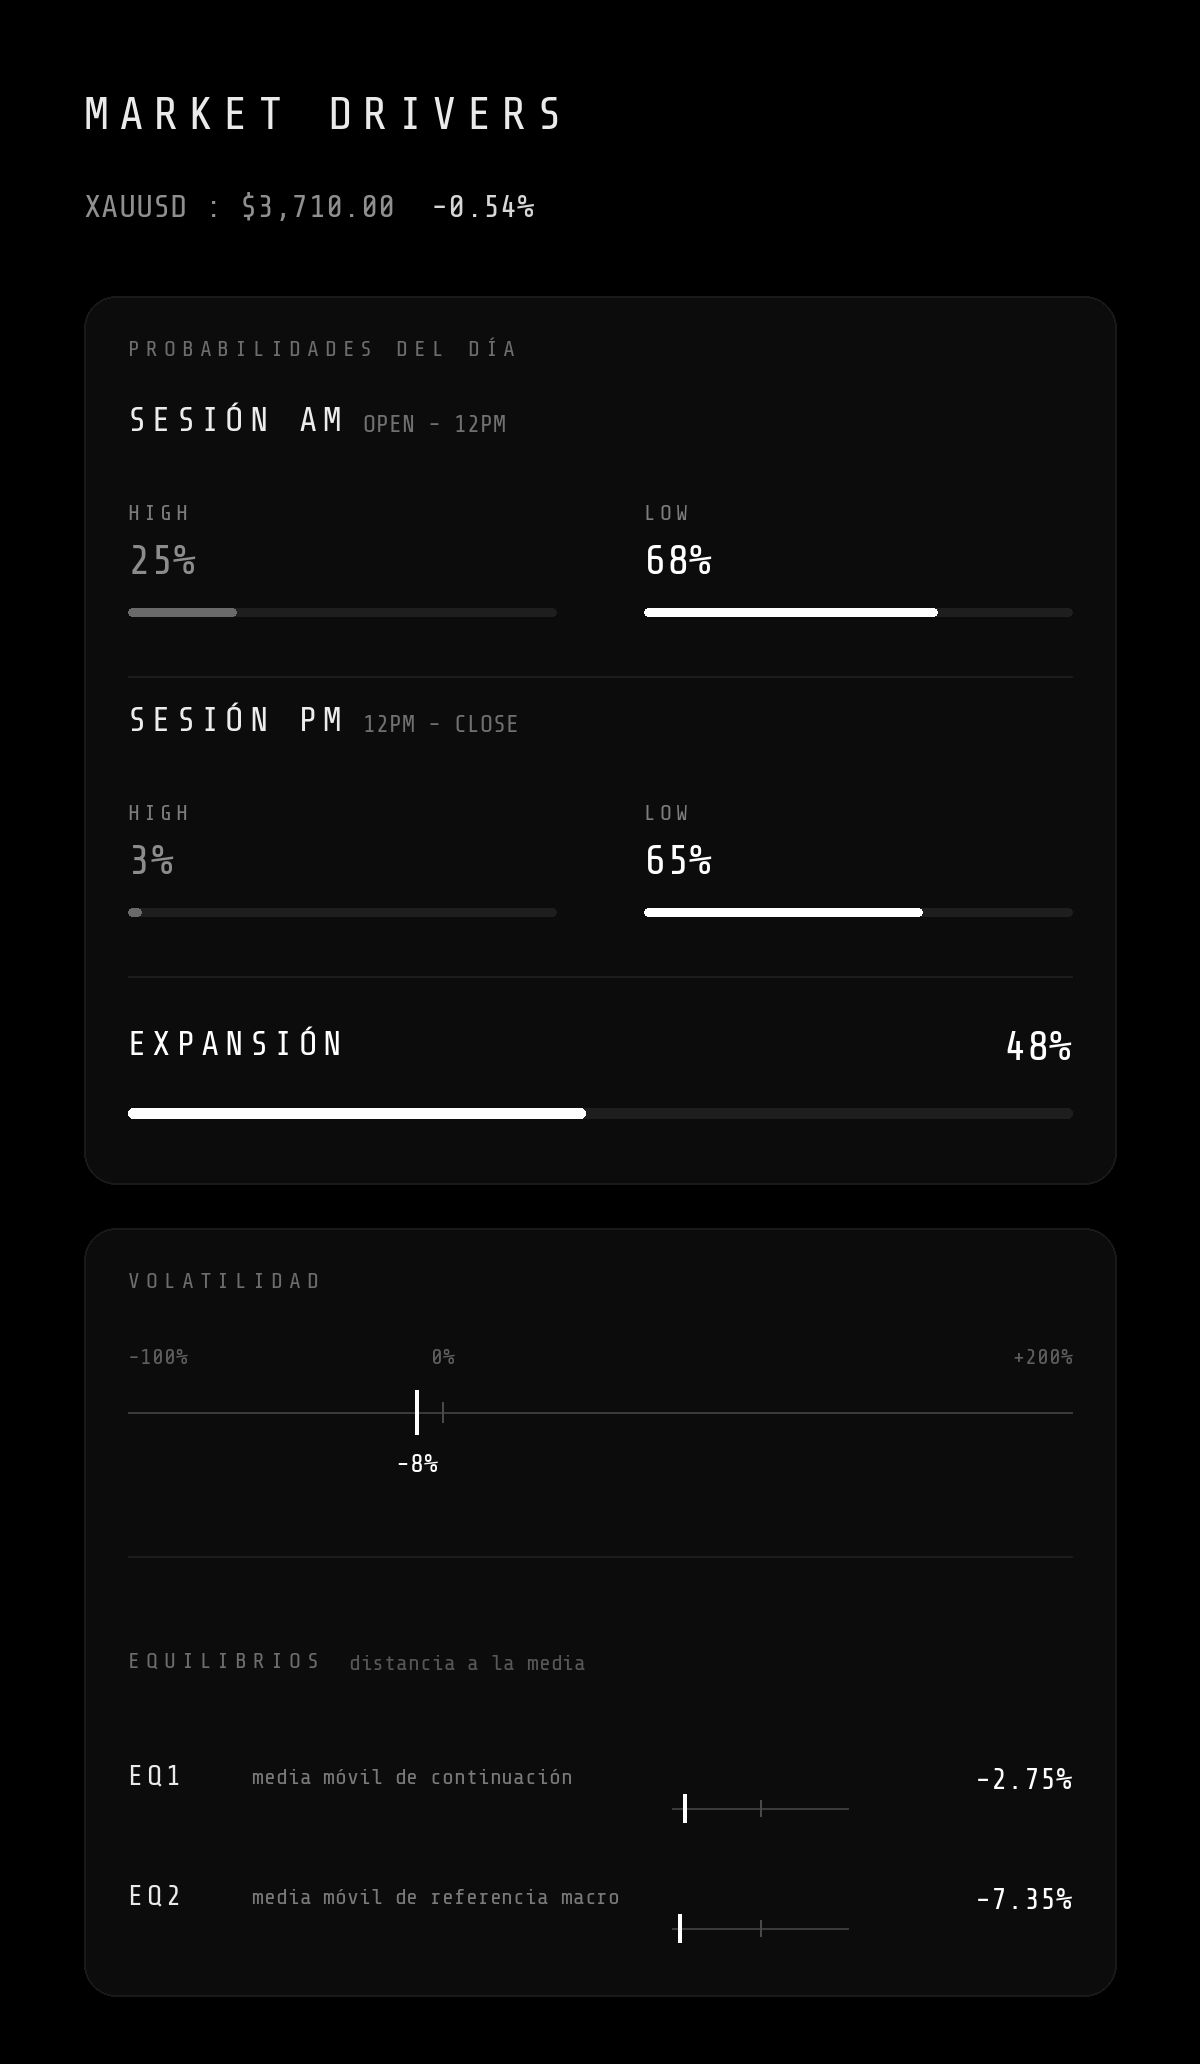 MARKET DRIVERS
XAUUSD : $3,710.00 -0.54%
PROBABILIDADES DEL DÍA
SESIÓN AM OPEN - 12PM
HIGH LOW
25% 68%
SESIÓN PM 12PM - CLOSE
HIGH LOW
3% 65%
EXPANSIÓN 48%
VOLATILIDAD
-100% 0% +200%
-8%
EQUILIBRIOS distancia a la media
EQ1 media móvil de continuación -2.75%
EQ2 media móvil de referencia macro -7.35%